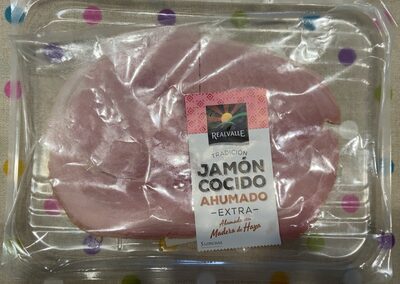 REALVALLE
TRADICIÓN
JAMÓN
COCIDO
AHUMADO
EXTRA
Ahumado con
Madera de Haya